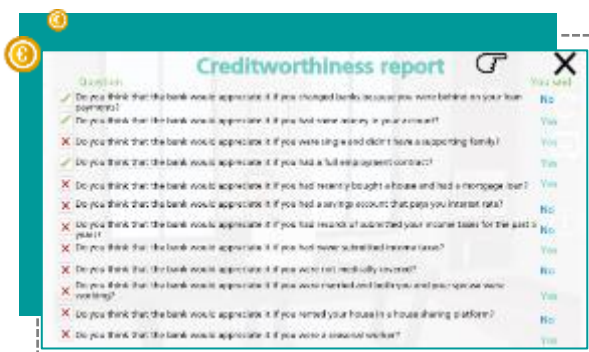 Creditworthiness report
Question
You said
Do you think that the bank would appreciate it if you changed banks because you were behind on your loan
payments?
No
Do you think that the bank would appreciate it if you had some money in your account?
Yes
Do you think that the bank would appreciate it if you were single and didn't have a supporting family?
Yes
Do you think that the bank would appreciate it if you had a full employment contract?
Yes
Do you think that the bank would appreciate it if you had recently bought a house and had a mortgage loan?
Yes
Do you think that the bank would appreciate it if you had a savings account that pays you interest rate?
No
Do you think that the bank would appreciate it if you had records of submitted your income taxes for the past 5
years?
No
Do you think that the bank would appreciate it if you had never submitted income taxes?
Yes
Do you think that the bank would appreciate it if you were not medically covered?
No
Do you think that the bank would appreciate it if you were married and both you and your spouse were
working?
Yes
Do you think that the bank would appreciate it if you rented your house in a house sharing platform?
No
Do you think that the bank would appreciate it if you were a seasonal worker?
Yes